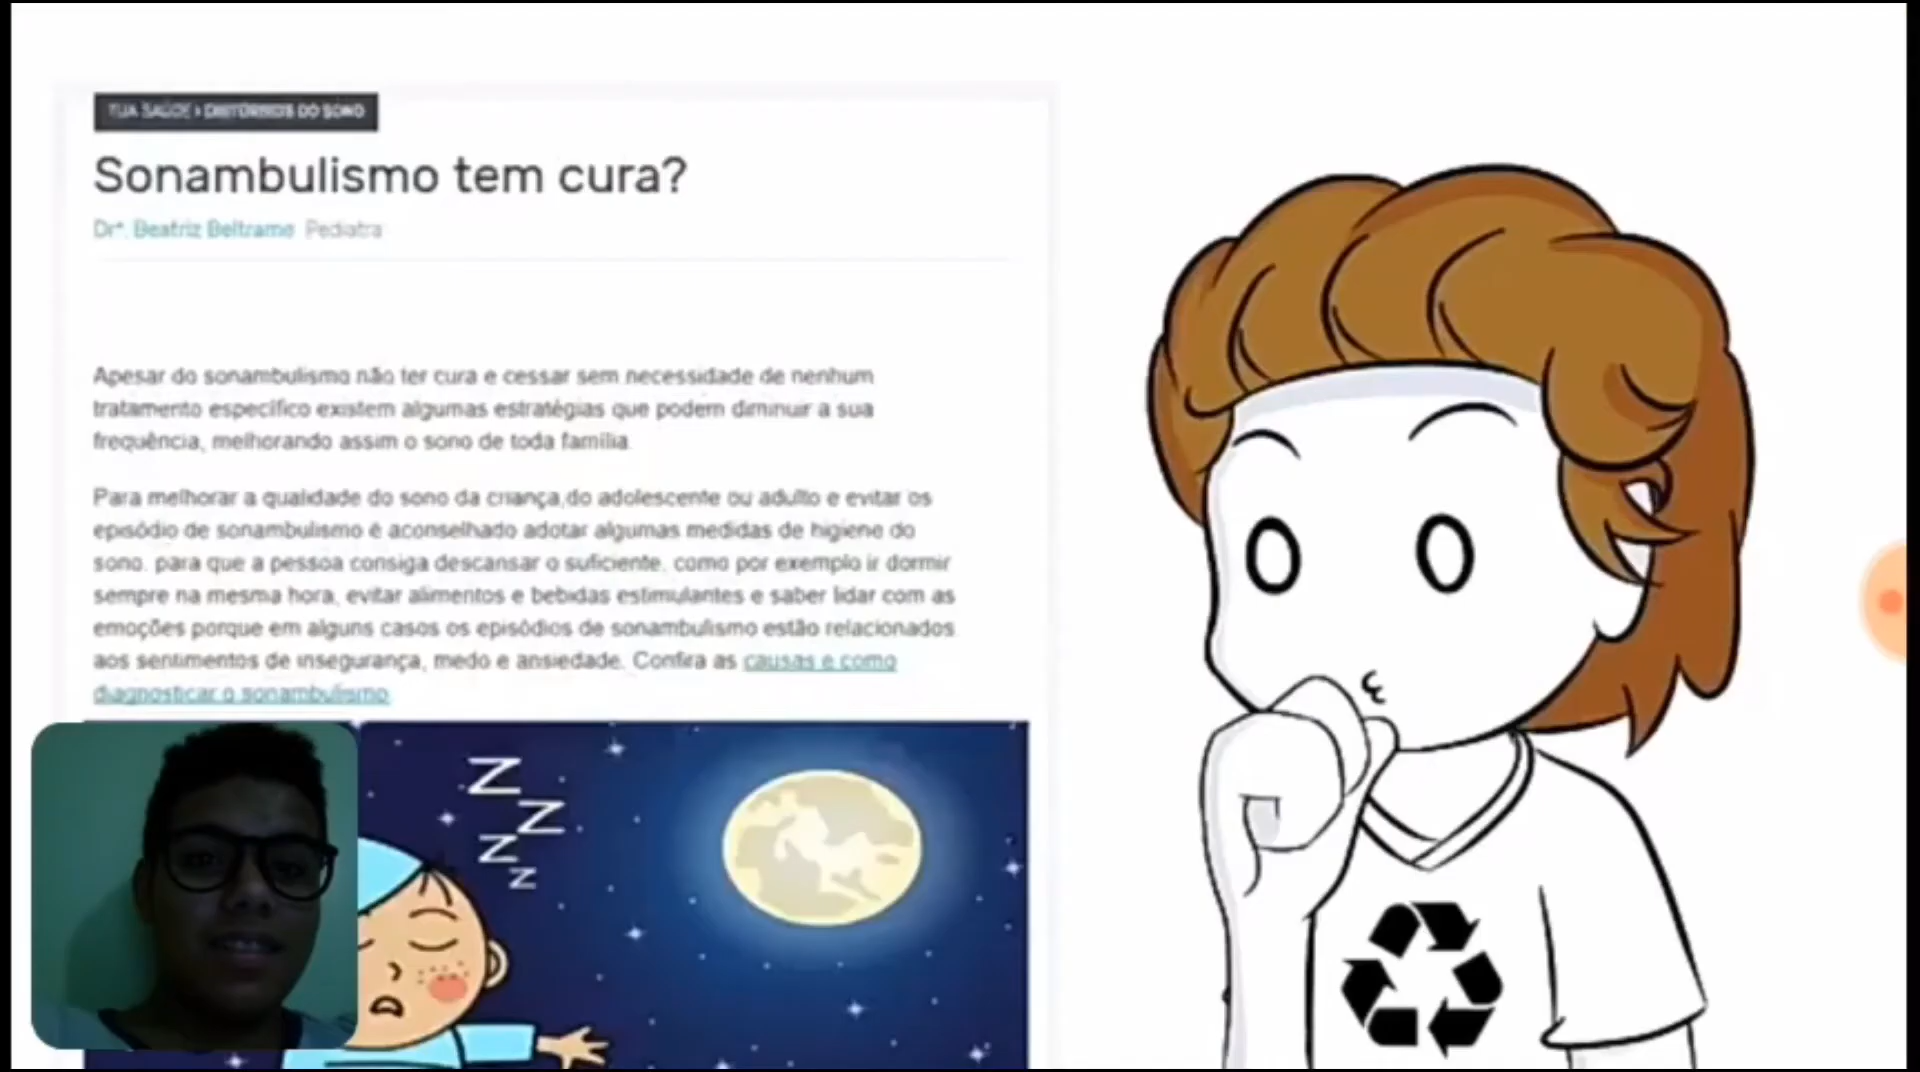 TUA SAÚDE › DISTÚRBIOS DO SONO
Sonambulismo tem cura?
Drª. Beatriz Beltrame Pediatra
Apesar do sonambulismo não ter cura e cessar sem necessidade de nenhum
tratamento específico existem algumas estratégias que podem diminuir a sua
frequência, melhorando assim o sono de toda família.
Para melhorar a qualidade do sono da criança,do adolescente ou adulto e evitar os
episódio de sonambulismo é aconselhado adotar algumas medidas de higiene do
sono, para que a pessoa consiga descansar o suficiente, como por exemplo ir dormir
sempre na mesma hora, evitar alimentos e bebidas estimulantes e saber lidar com as
emoções porque em alguns casos os episódios de sonambulismo estão relacionados
aos sentimentos de insegurança, medo e ansiedade. Confira as causas e como
diagnosticar o sonambulismo.
Z
Z
Z
Z